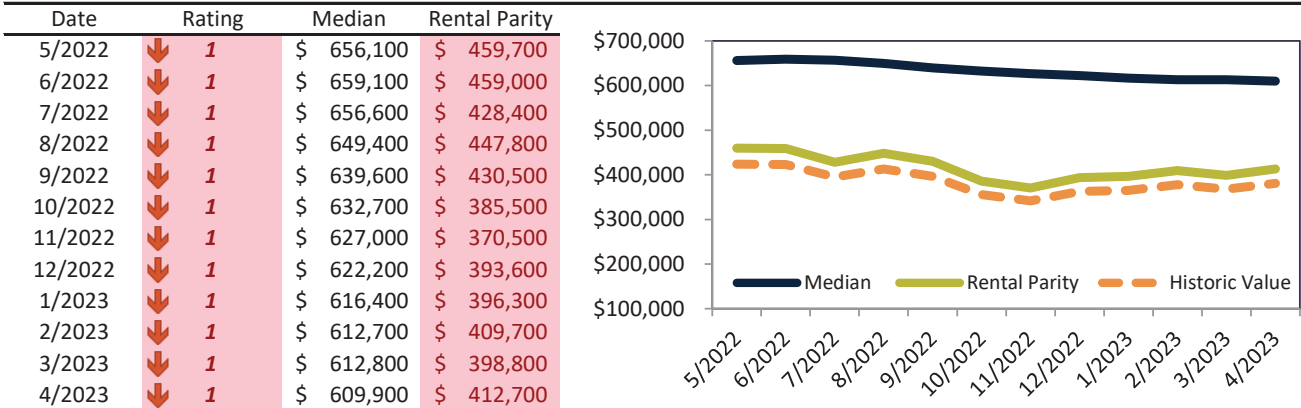 Date Rating Median Rental Parity
5/2022 1 $ 656,100 $ 459,700
6/2022 1 $ 659,100 $ 459,000
7/2022 1 $ 656,600 $ 428,400
8/2022 1 $ 649,400 $ 447,800
9/2022 1 $ 639,600 $ 430,500
10/2022 1 $ 632,700 $ 385,500
11/2022 1 $ 627,000 $ 370,500
12/2022 1 $ 622,200 $ 393,600
1/2023 1 $ 616,400 $ 396,300
2/2023 1 $ 612,700 $ 409,700
3/2023 1 $ 612,800 $ 398,800
4/2023 1 $ 609,900 $ 412,700
$700,000
$600,000
$500,000
$400,000
$300,000
$200,000
$100,000
Median Rental Parity Historic Value
5/2022 6/2022 7/2022 8/2022 9/2022 10/2022 11/2022 12/2022 1/2023 2/2023 3/2023 4/2023